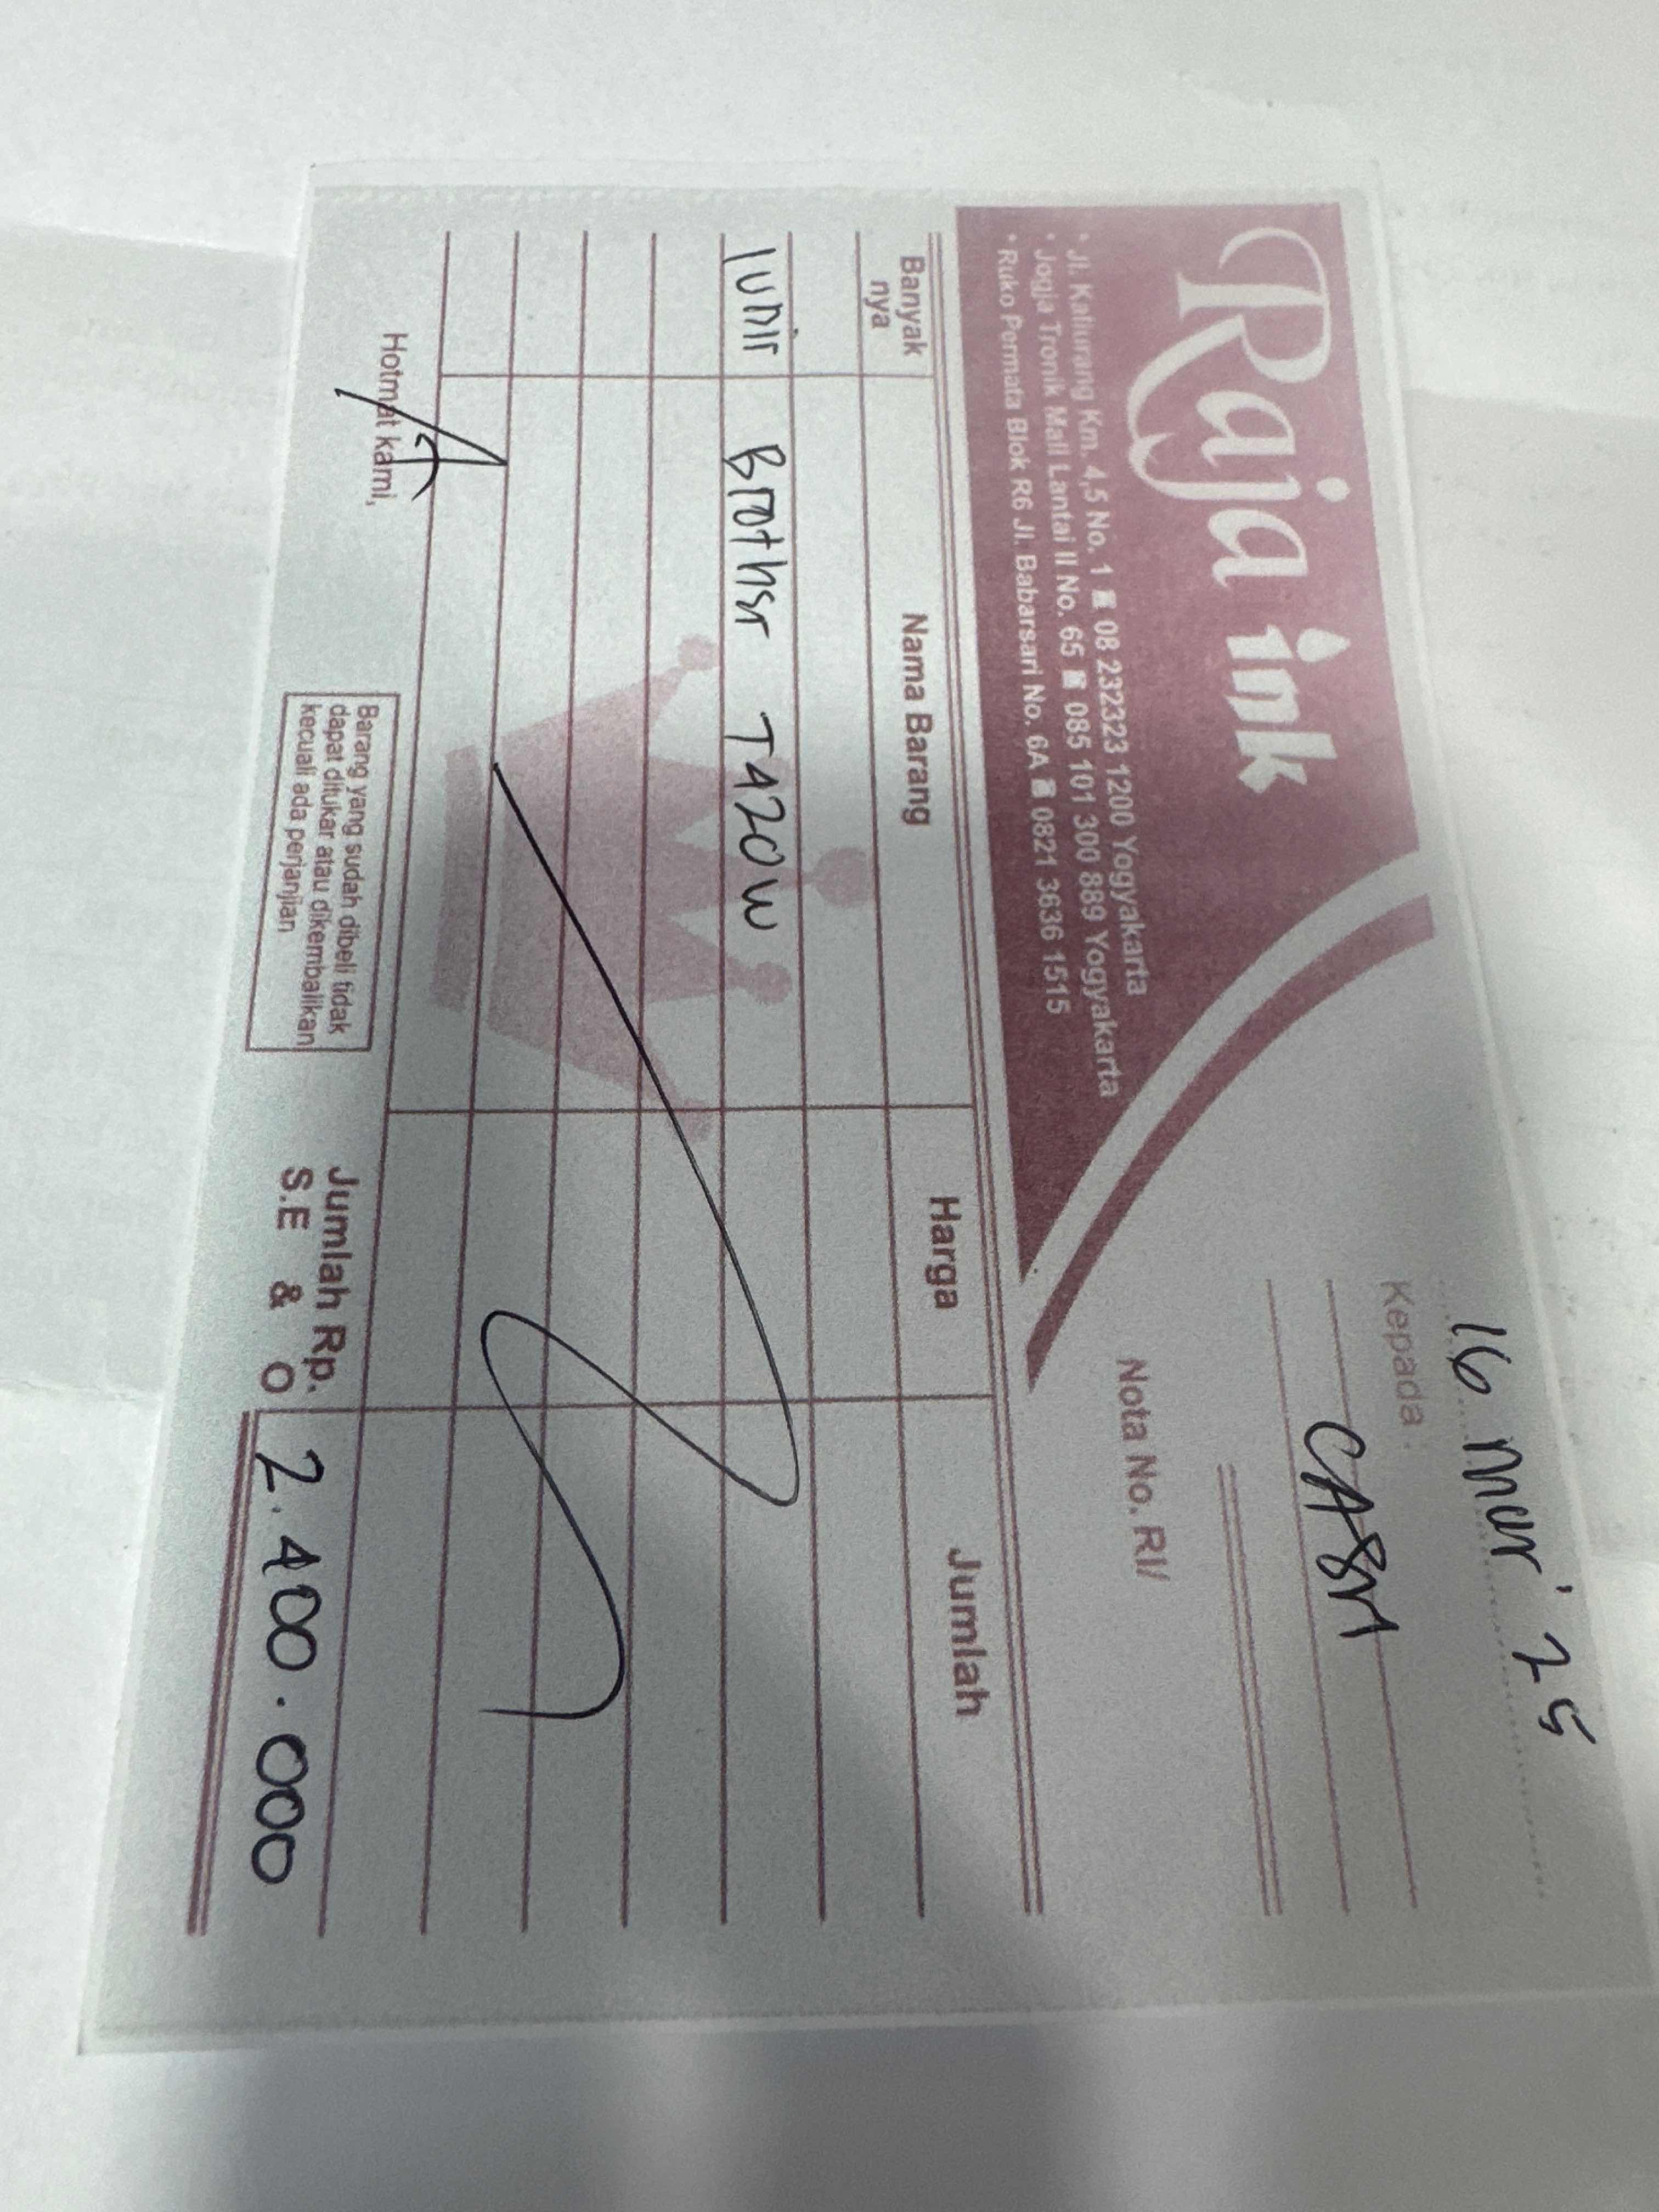 Raja ink
• Jl. Kaliurang Km. 4,5 No. 1 08 232323 1200 Yogyakarta
• Jogja Tronik Mall Lantai II No. 65 085 101 300 889 Yogyakarta
• Ruko Permata Blok R6 Jl. Babarsari No. 6A 0821 3636 1515
16 Mar' 25
Kepada :
Nota No. RI/
Banyak nya Nama Barang Harga Jumlah
1 Unit Brother T420W
Hotmat kami,
Barang yang sudah dibeli tidak
dapat ditukar atau dikembalikan
kecuali ada perjanjian
Jumlah Rp. 2.400.000
S.E & O